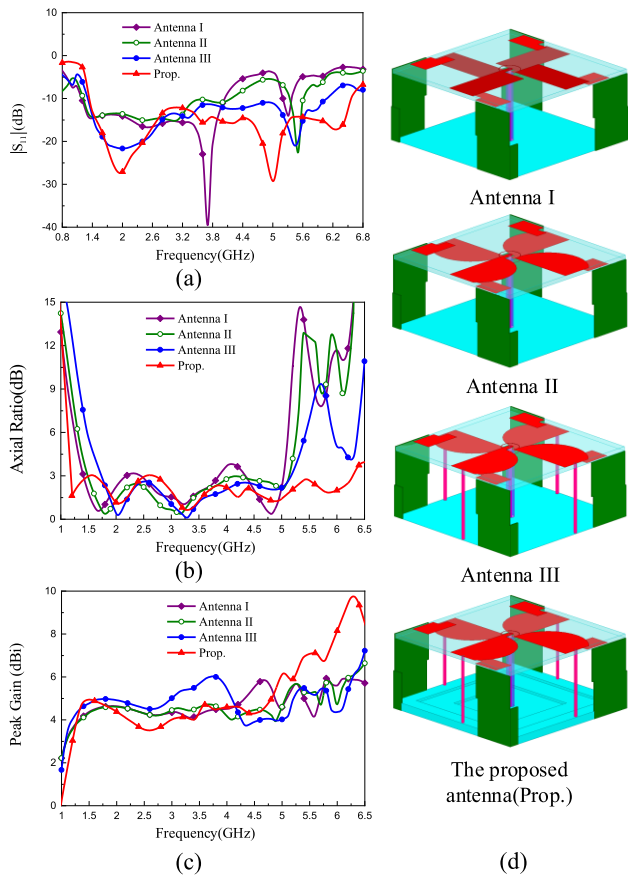 10
0
-10
-20
-30
-40
|S₁₁|(dB)
Antenna I
Antenna II
Antenna III
Prop.
0.8 1.4 2 2.6 3.2 3.8 4.4 5 5.6 6.2 6.8
Frequency(GHz)
(a)
15
12
9
6
3
0
Axial Ratio(dB)
Antenna I
Antenna II
Antenna III
Prop.
1 1.5 2 2.5 3 3.5 4 4.5 5 5.5 6 6.5
Frequency(GHz)
(b)
10
8
6
4
2
0
Peak Gain (dBi)
Antenna I
Antenna II
Antenna III
Prop.
1 1.5 2 2.5 3 3.5 4 4.5 5 5.5 6 6.5
Frequency(GHz)
(c)
Antenna I
Antenna II
Antenna III
The proposed
antenna(Prop.)
(d)